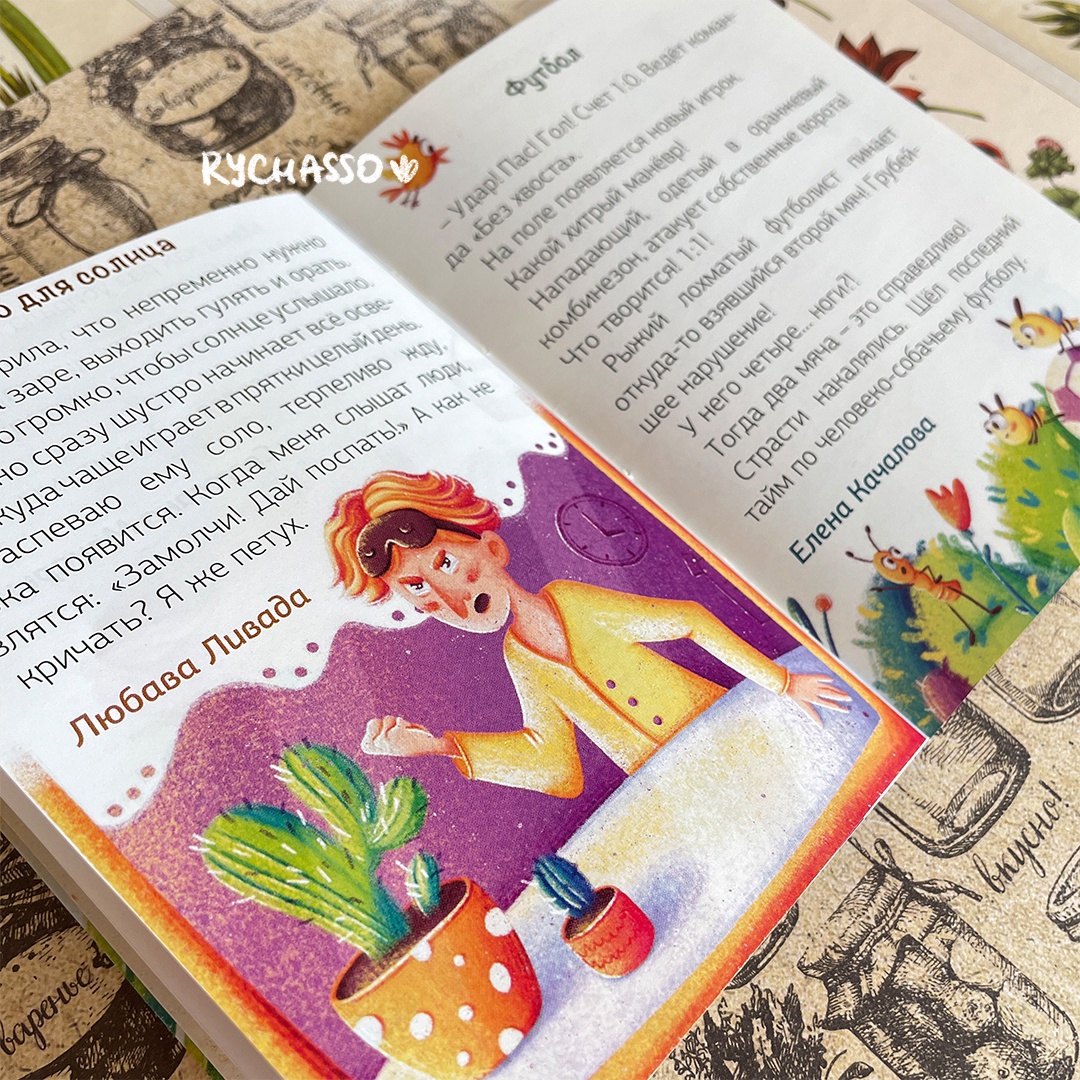 RYCHASSO
о для солнца
рила, что непременно нужно
заре, выходить гулять и орать.
о громко, чтобы солнце услышало.
но сразу шустро начинает всё осве-
куда чаще играет в прятки целый день.
аспеваю ему соло, терпеливо жду,
ка появится. Когда меня слышат люди,
злятся: «Замолчи! Дай поспать!» А как не
кричать? Я же петух.
Любава Ливада
Футбол
– Удар! Пас! Гол! Счет 1:0. Ведёт коман-
да «Без хвоста».
На поле появляется новый игрок.
Какой хитрый манёвр!
Нападающий, одетый в оранжевый
комбинезон, атакует собственные ворота!
Что творится! 1:1!
Рыжий лохматый футболист пинает
откуда-то взявшийся второй мяч! Грубей-
шее нарушение!
У него четыре... ноги?!
Тогда два мяча – это справедливо!
Страсти накалялись. Шёл последний
тайм по человеко-собачьему футболу.
Елена Качалова
варенье
вкусно!
варенье